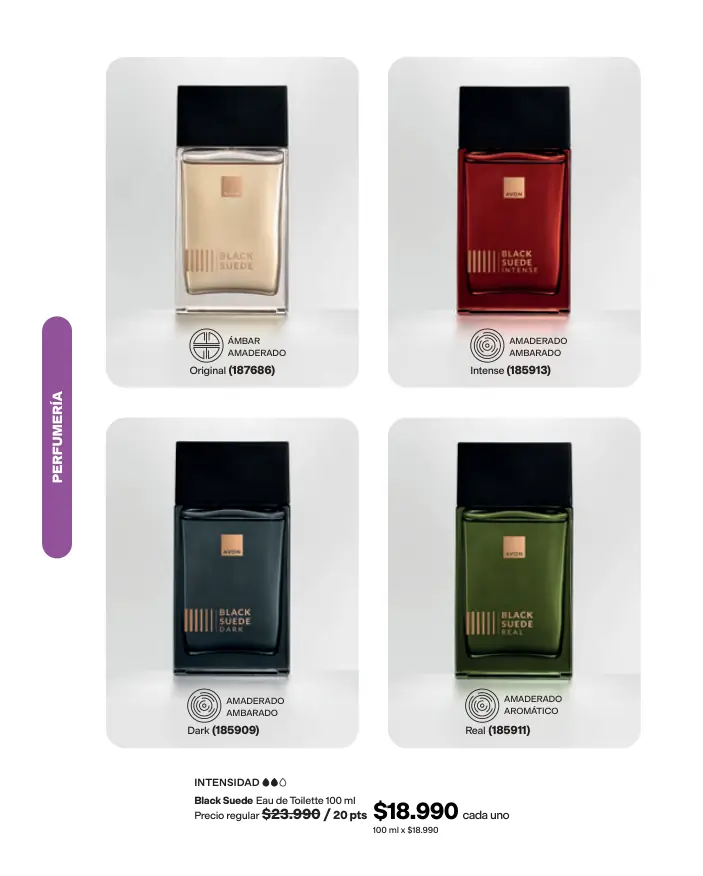 PERFUMERÍA
AVON
BLACK
SUEDE
ÁMBAR
AMADERADO
Original (187686)
AVON
BLACK
SUEDE
INTENSE
AMADERADO
AMBARADO
Intense (185913)
AVON
BLACK
SUEDE
DARK
AMADERADO
AMBARADO
Dark (185909)
AVON
BLACK
SUEDE
REAL
AMADERADO
AROMÁTICO
Real (185911)
INTENSIDAD
Black Suede Eau de Toilette 100 ml
Precio regular $23.990 / 20 pts $18.990 cada uno
100 ml x $18.990